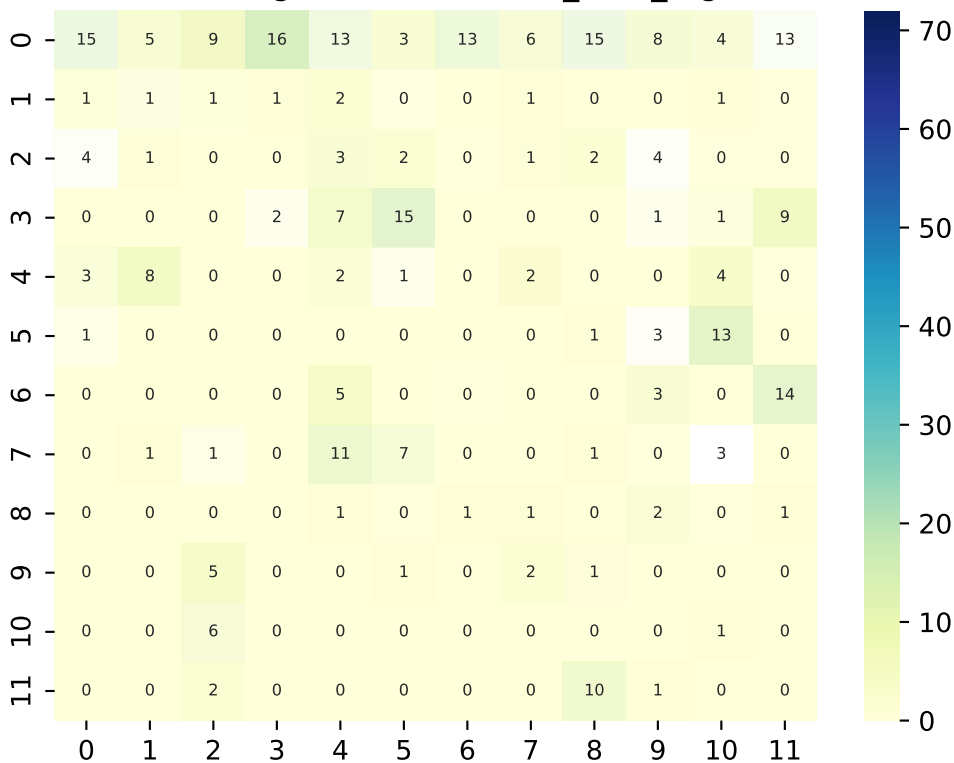 0 15 5 9 16 13 3 13 6 15 8 4 13
1 1 1 1 1 2 0 0 1 0 0 1 0
2 4 1 0 0 3 2 0 1 2 4 0 0
3 0 0 0 2 7 15 0 0 0 1 1 9
4 3 8 0 0 2 1 0 2 0 0 4 0
5 1 0 0 0 0 0 0 0 1 3 13 0
6 0 0 0 0 5 0 0 0 0 3 0 14
7 0 1 1 0 11 7 0 0 1 0 3 0
8 0 0 0 0 1 0 1 1 0 2 0 1
9 0 0 5 0 0 1 0 2 1 0 0 0
10 0 0 6 0 0 0 0 0 0 0 1 0
11 0 0 2 0 0 0 0 0 10 1 0 0
0 1 2 3 4 5 6 7 8 9 10 11
70
60
50
40
30
20
10
0